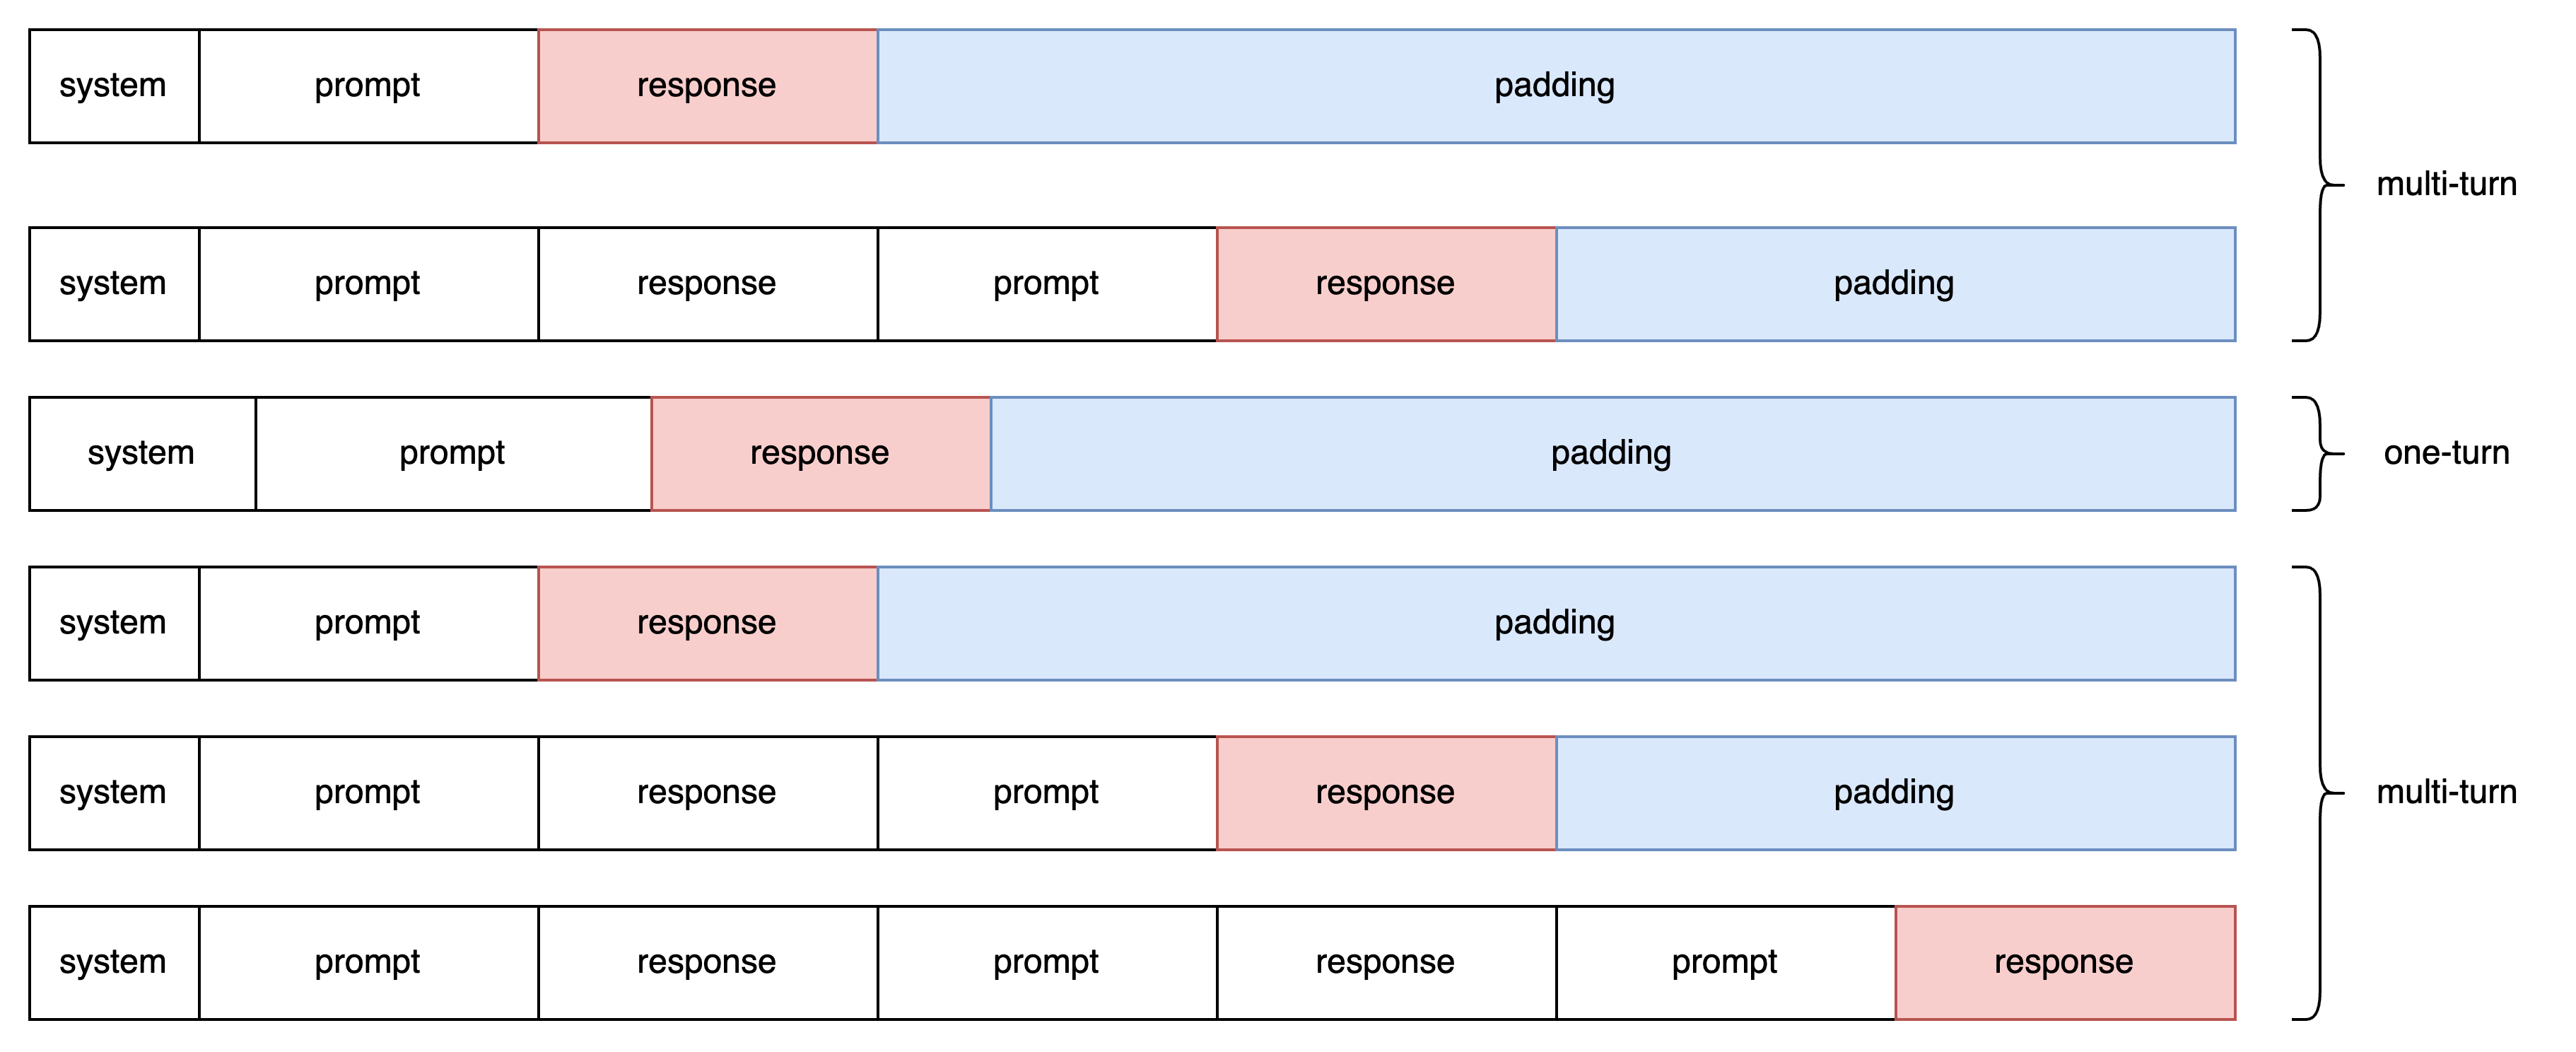 system prompt response padding
multi-turn
system prompt response prompt response padding
system prompt response padding
one-turn
system prompt response padding
system prompt response prompt response padding
multi-turn
system prompt response prompt response prompt response